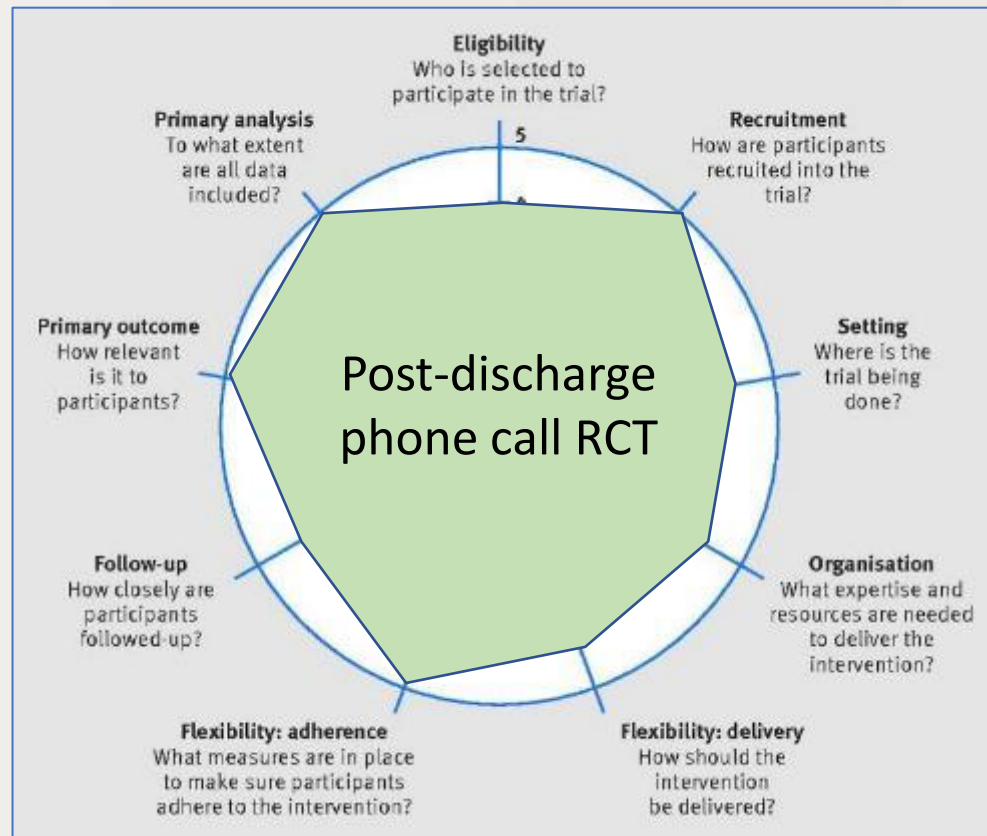 Eligibility
Who is selected to
participate in the trial?
Primary analysis
To what extent
are all data
included?
5
Recruitment
How are participants
recruited into the
trial?
Primary outcome
How relevant
is it to
participants?
Post-discharge
phone call RCT
Setting
Where is the
trial being
done?
Follow-up
How closely are
participants
followed-up?
Organisation
What expertise and
resources are needed
to deliver the
intervention?
Flexibility: adherence
What measures are in place
to make sure participants
adhere to the intervention?
Flexibility: delivery
How should the
intervention
be delivered?